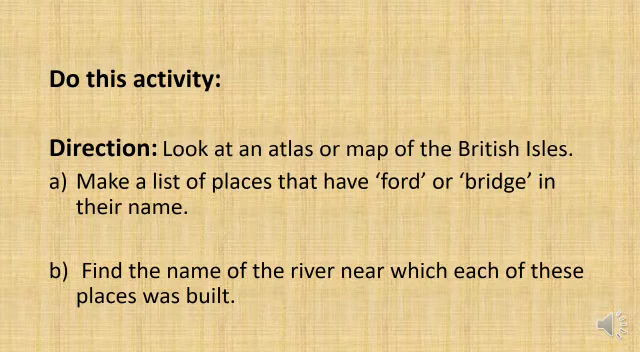 Do this activity:
Direction: Look at an atlas or map of the British Isles.
a) Make a list of places that have ‘ford’ or ‘bridge’ in
their name.
b) Find the name of the river near which each of these
places was built.